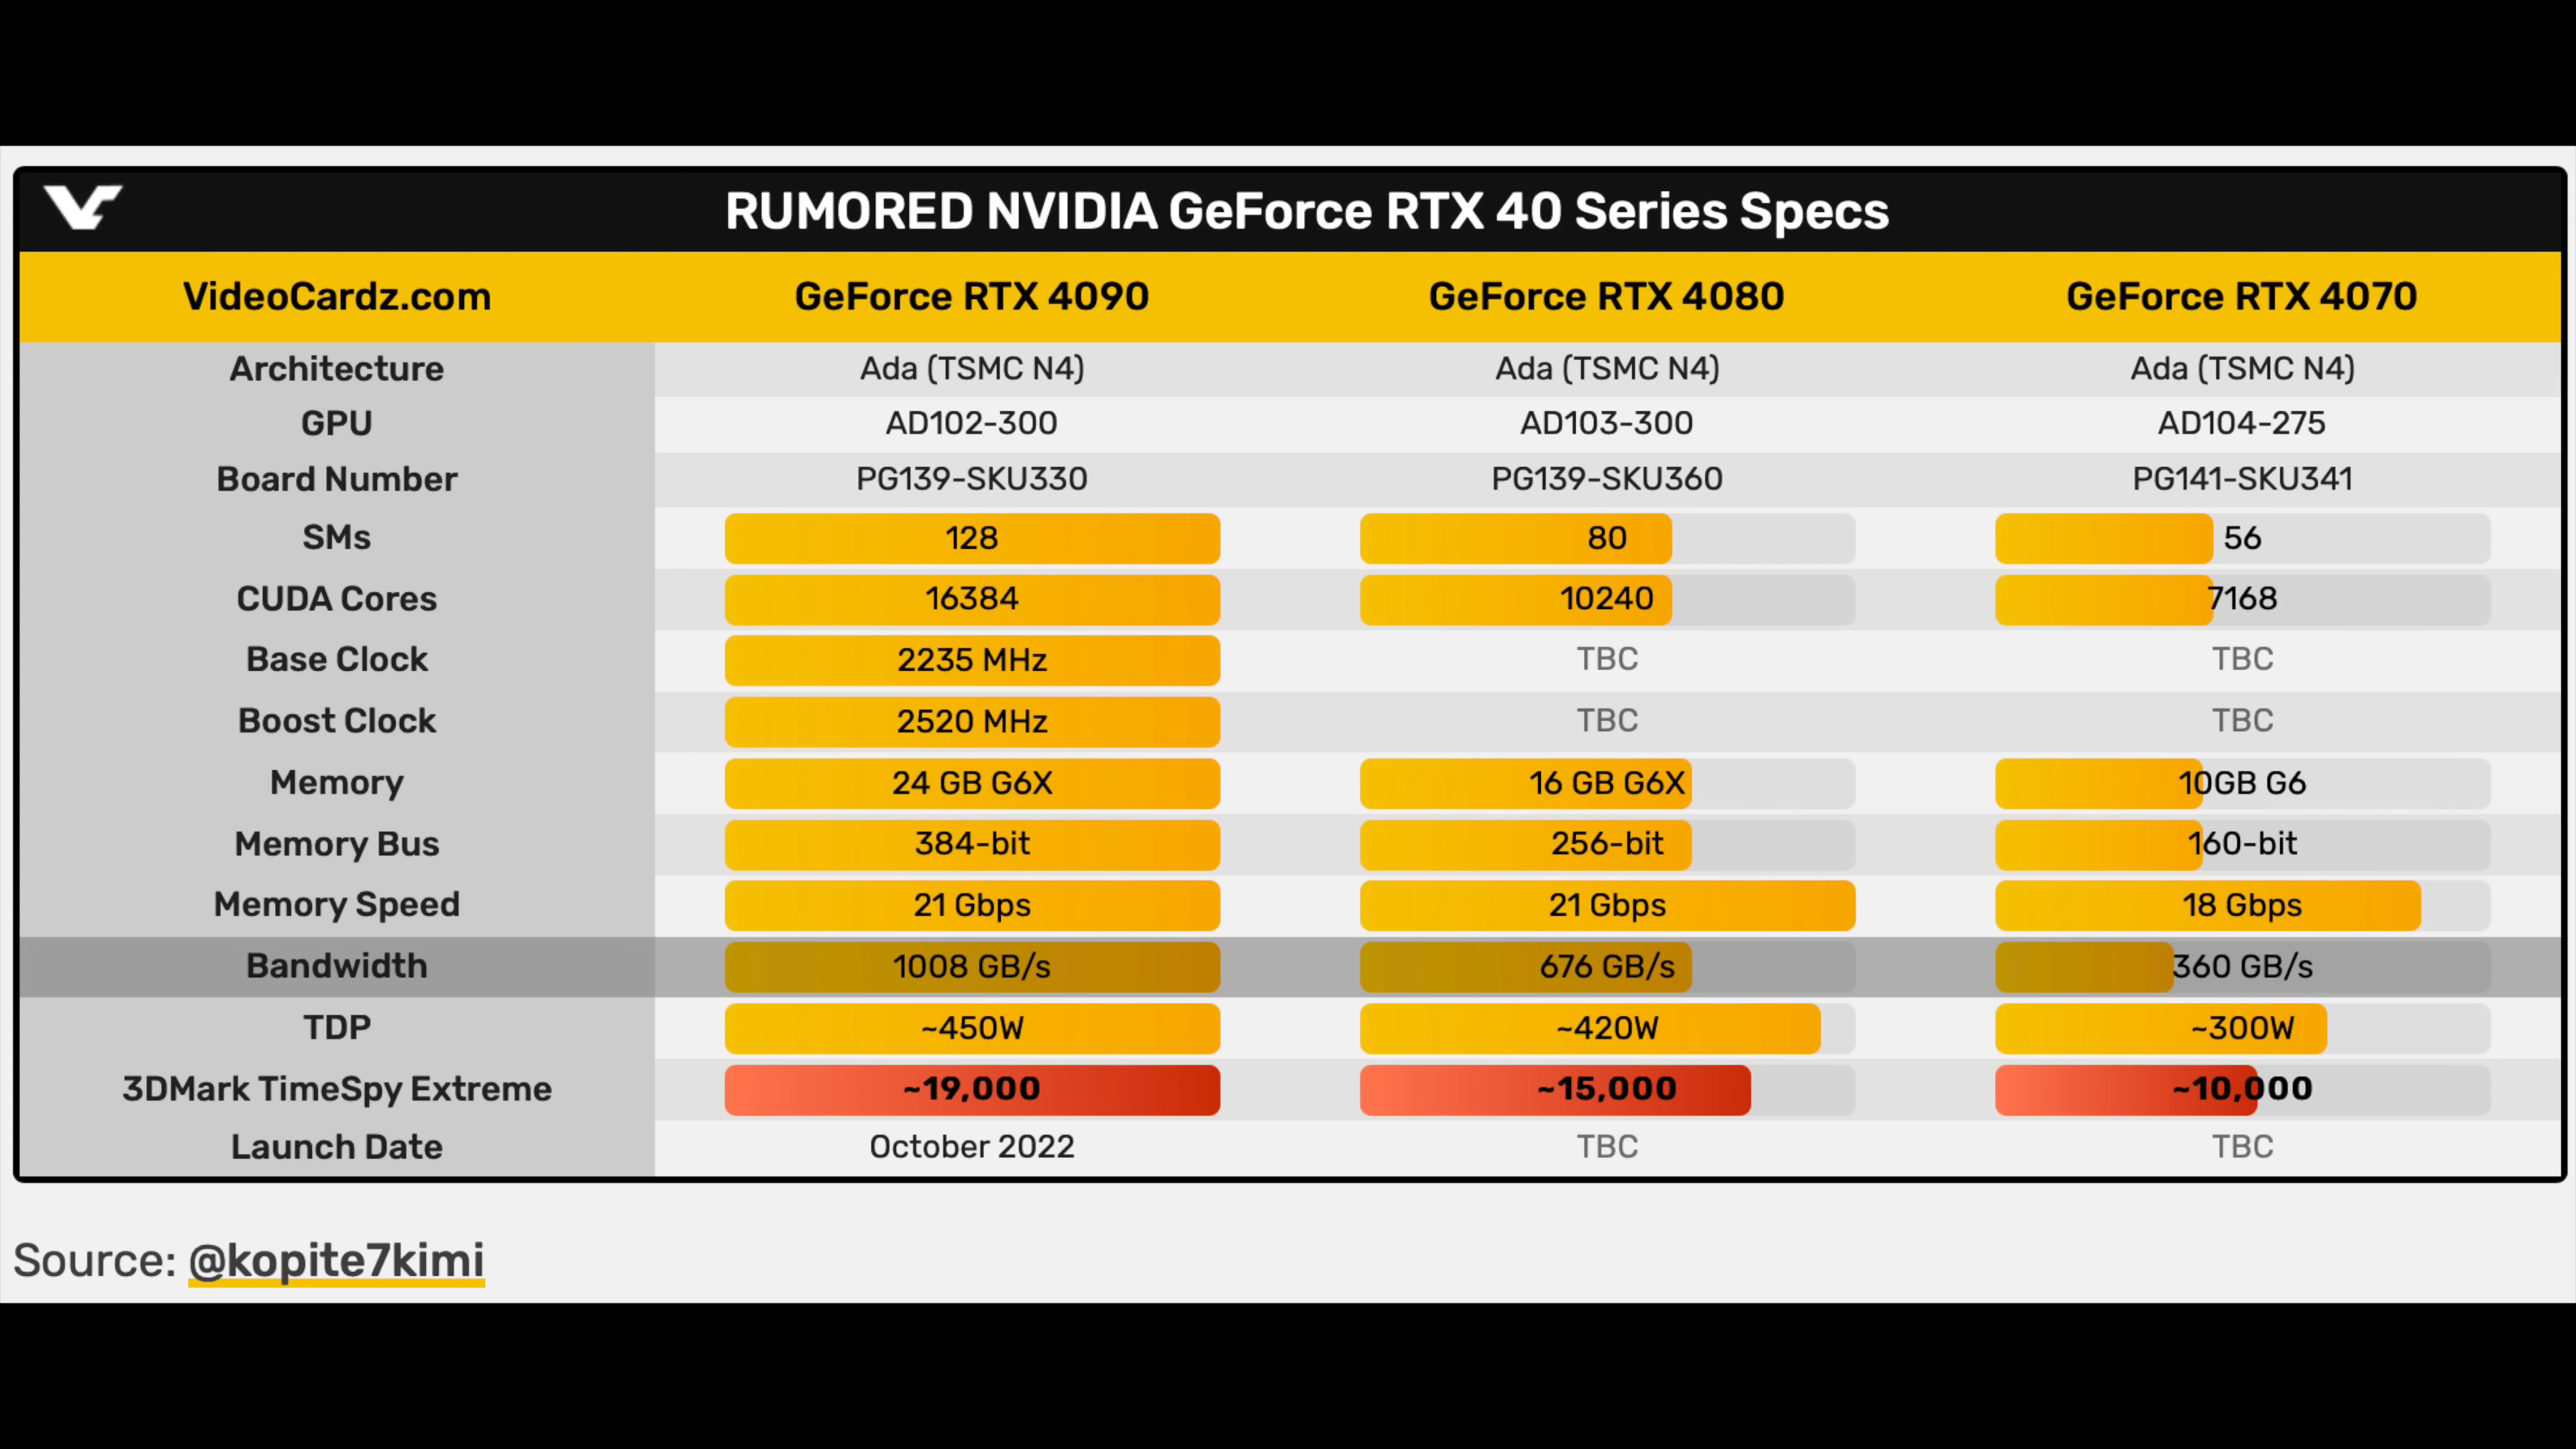 RUMORED NVIDIA GeForce RTX 40 Series Specs
VideoCardz.com GeForce RTX 4090 GeForce RTX 4080 GeForce RTX 4070
Architecture Ada (TSMC N4) Ada (TSMC N4) Ada (TSMC N4)
GPU AD102-300 AD103-300 AD104-275
Board Number PG139-SKU330 PG139-SKU360 PG141-SKU341
SMs 128 80 56
CUDA Cores 16384 10240 7168
Base Clock 2235 MHz TBC TBC
Boost Clock 2520 MHz TBC TBC
Memory 24 GB G6X 16 GB G6X 10GB G6
Memory Bus 384-bit 256-bit 160-bit
Memory Speed 21 Gbps 21 Gbps 18 Gbps
Bandwidth 1008 GB/s 676 GB/s 360 GB/s
TDP ~450W ~420W ~300W
3DMark TimeSpy Extreme ~19,000 ~15,000 ~10,000
Launch Date October 2022 TBC TBC
Source: @kopite7kimi